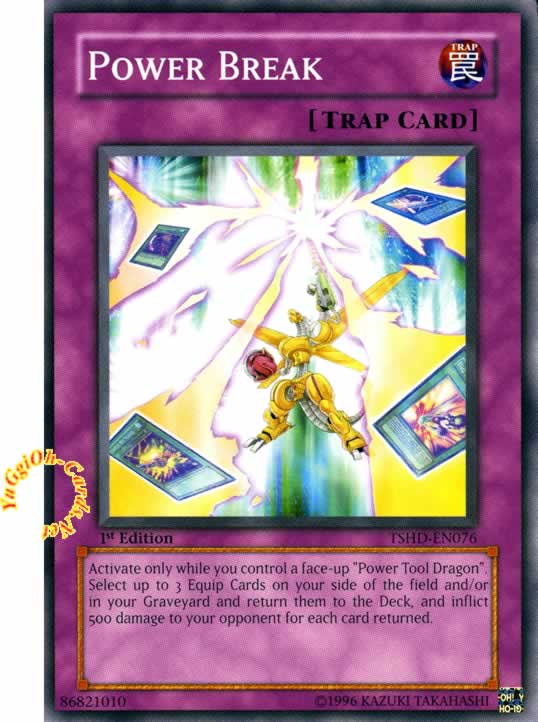 POWER BREAK
TRAP
罠
[TRAP CARD]
YuGgiOh-Cards.Net
1st Edition
TSHD-EN076
Activate only while you control a face-up "Power Tool Dragon".
Select up to 3 Equip Cards on your side of the field and/or
in your Graveyard and return them to the Deck, and inflict
500 damage to your opponent for each card returned.
86821010
©1996 KAZUKI TAKAHASHI